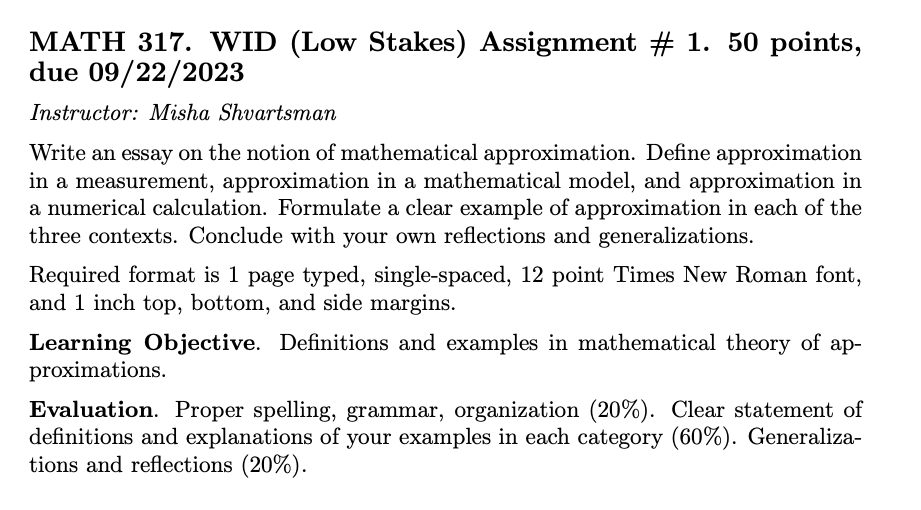 MATH 317. WID (Low Stakes) Assignment # 1. 50 points,
due 09/22/2023
Instructor: Misha Shvartsman
Write an essay on the notion of mathematical approximation. Define approximation
in a measurement, approximation in a mathematical model, and approximation in
a numerical calculation. Formulate a clear example of approximation in each of the
three contexts. Conclude with your own reflections and generalizations.
Required format is 1 page typed, single-spaced, 12 point Times New Roman font,
and 1 inch top, bottom, and side margins.
Learning Objective. Definitions and examples in mathematical theory of ap-
proximations.
Evaluation. Proper spelling, grammar, organization (20%). Clear statement of
definitions and explanations of your examples in each category (60%). Generaliza-
tions and reflections (20%).